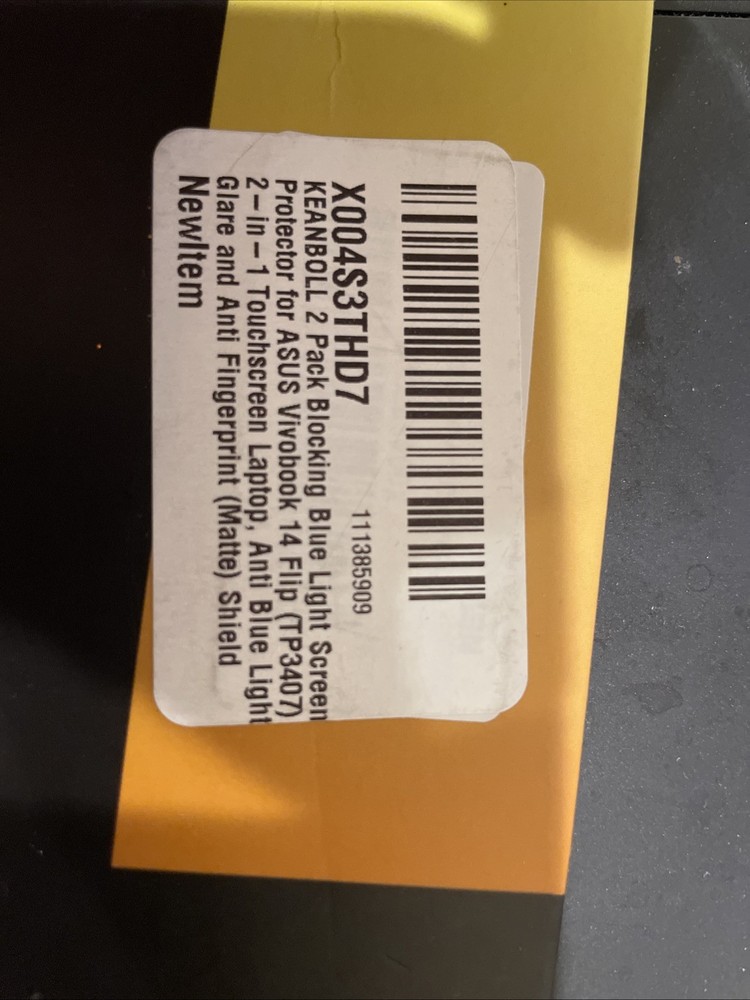 X004S3THD7 111385909
KEANBOLL 2 Pack Blocking Blue Light Screen
Protector for ASUS Vivobook 14 Flip (TP3407)
2-in-1 Touchscreen Laptop, Anti Blue Light
Glare and Anti Fingerprint (Matte) Shield
NewItem